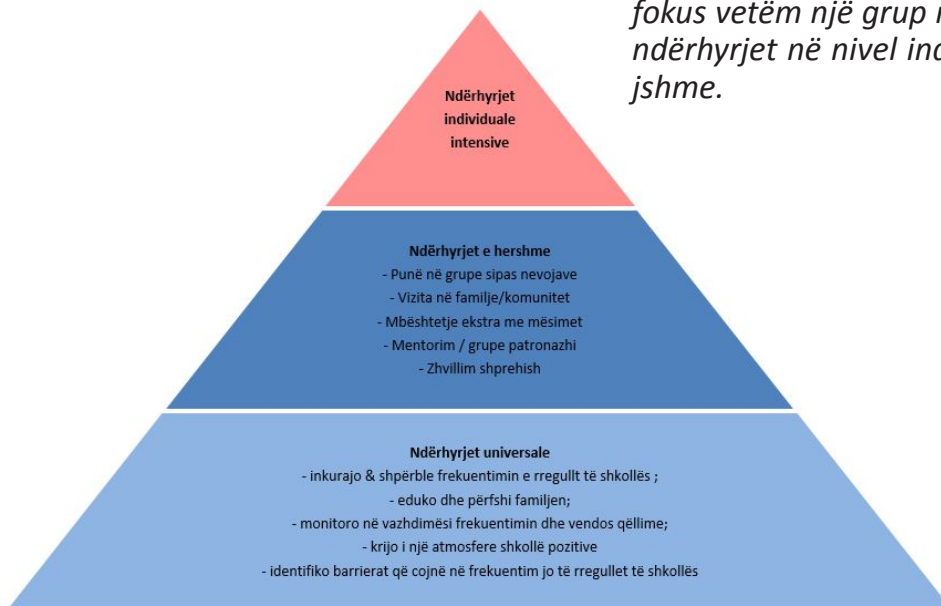 fokus vetëm një grup
ndërhyrjet në nivel
jshme.
Ndërhyrjet
individuale
intensive
Ndërhyrjet e hershme
- Punë në grupe sipas nevojave
- Vizita në familje/komunitet
- Mbështetje ekstra me mësimet
- Mentorim / grupe patronazhi
- Zhvillim shprehish
Ndërhyrjet universale
- inkurajo & shpërble frekuentimin e rregullt të shkollës ;
- eduko dhe përfshi familjen;
- monitoro në vazhdimësi frekuentimin dhe vendos qëllime;
- krijo i një atmosfere shkollë pozitive
- identifiko barrierat që cojnë në frekuentim jo të rregullet të shkollës